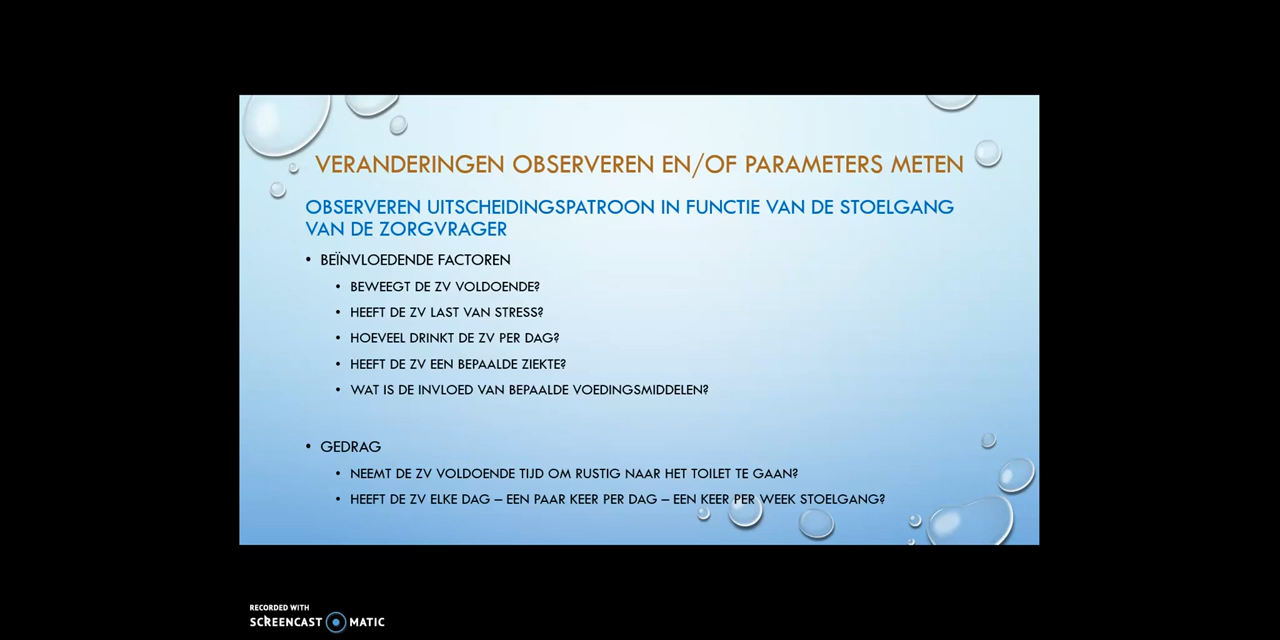 VERANDERINGEN OBSERVEREN EN/OF PARAMETERS METEN
OBSERVEREN UITSCHEIDINGSPATROON IN FUNCTIE VAN DE STOELGANG
VAN DE ZORGVRAGER
• BEÏNVLOEDENDE FACTOREN
• BEWEEGT DE ZV VOLDOENDE?
• HEEFT DE ZV LAST VAN STRESS?
• HOEVEEL DRINKT DE ZV PER DAG?
• HEEFT DE ZV EEN BEPAALDE ZIEKTE?
• WAT IS DE INVLOED VAN BEPAALDE VOEDINGSMIDDELEN?
• GEDRAG
• NEEMT DE ZV VOLDOENDE TIJD OM RUSTIG NAAR HET TOILET TE GAAN?
• HEEFT DE ZV ELKE DAG – EEN PAAR KEER PER DAG – EEN KEER PER WEEK STOELGANG?
RECORDED WITH
SCREENCAST MATIC